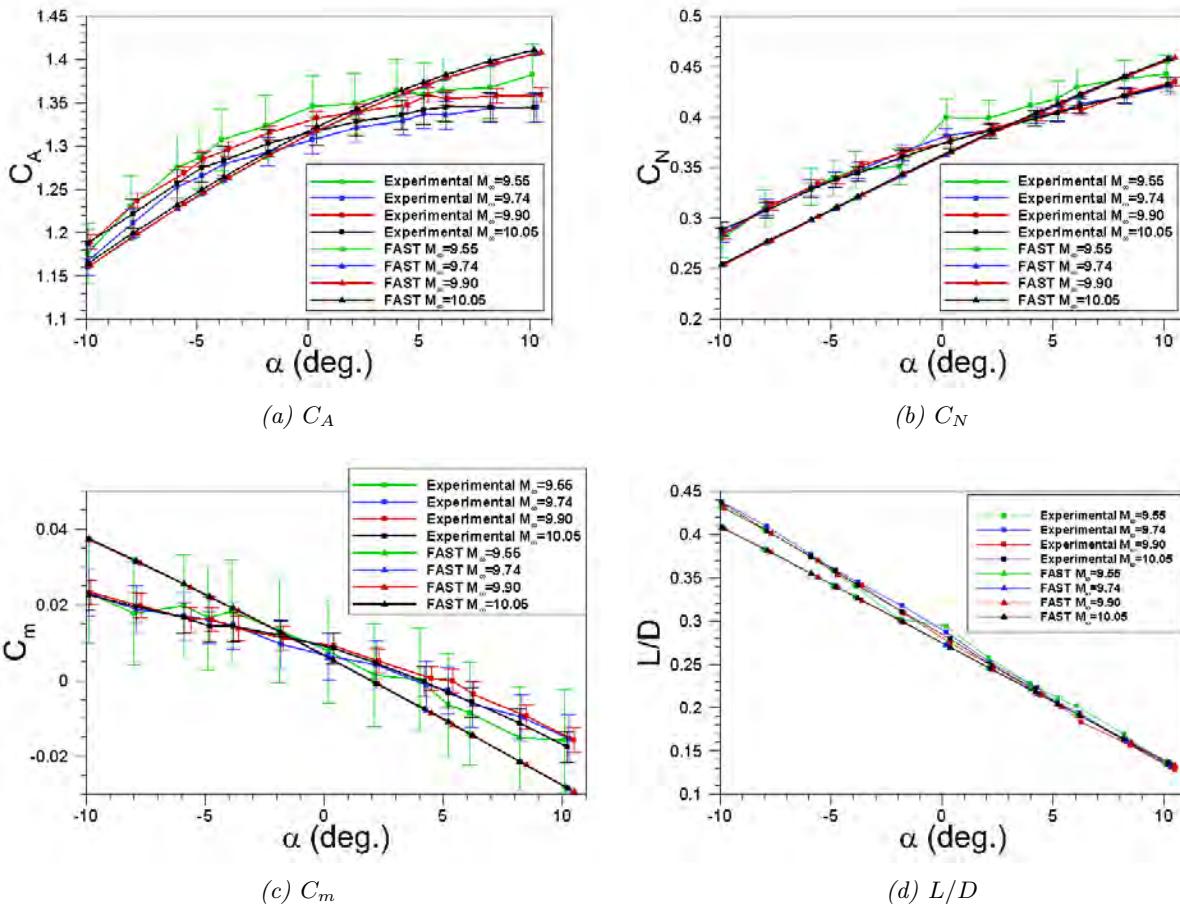 1.45
1.4
1.35
1.3
1.25
1.2
1.15
1.1
C_A
Experimental M∞=9.55
Experimental M∞=9.74
Experimental M∞=9.90
Experimental M∞=10.05
FAST M∞=9.55
FAST M∞=9.74
FAST M∞=9.90
FAST M∞=10.05
-10 -5 0 5 10
α (deg.)
(a) C_A
0.5
0.45
0.4
0.35
0.3
0.25
0.2
C_N
Experimental M∞=9.55
Experimental M∞=9.74
Experimental M∞=9.90
Experimental M∞=10.05
FAST M∞=9.55
FAST M∞=9.74
FAST M∞=9.90
FAST M∞=10.05
-10 -5 0 5 10
α (deg.)
(b) C_N
0.04
0.02
0
-0.02
C_m
Experimental M∞=9.55
Experimental M∞=9.74
Experimental M∞=9.90
Experimental M∞=10.05
FAST M∞=9.55
FAST M∞=9.74
FAST M∞=9.90
FAST M∞=10.05
-10 -5 0 5 10
α (deg.)
(c) C_m
0.45
0.4
0.35
0.3
0.25
0.2
0.15
0.1
L/D
Experimental M∞=9.55
Experimental M∞=9.74
Experimental M∞=9.90
Experimental M∞=10.05
FAST M∞=9.55
FAST M∞=9.74
FAST M∞=9.90
FAST M∞=10.05
-10 -5 0 5 10
α (deg.)
(d) L/D